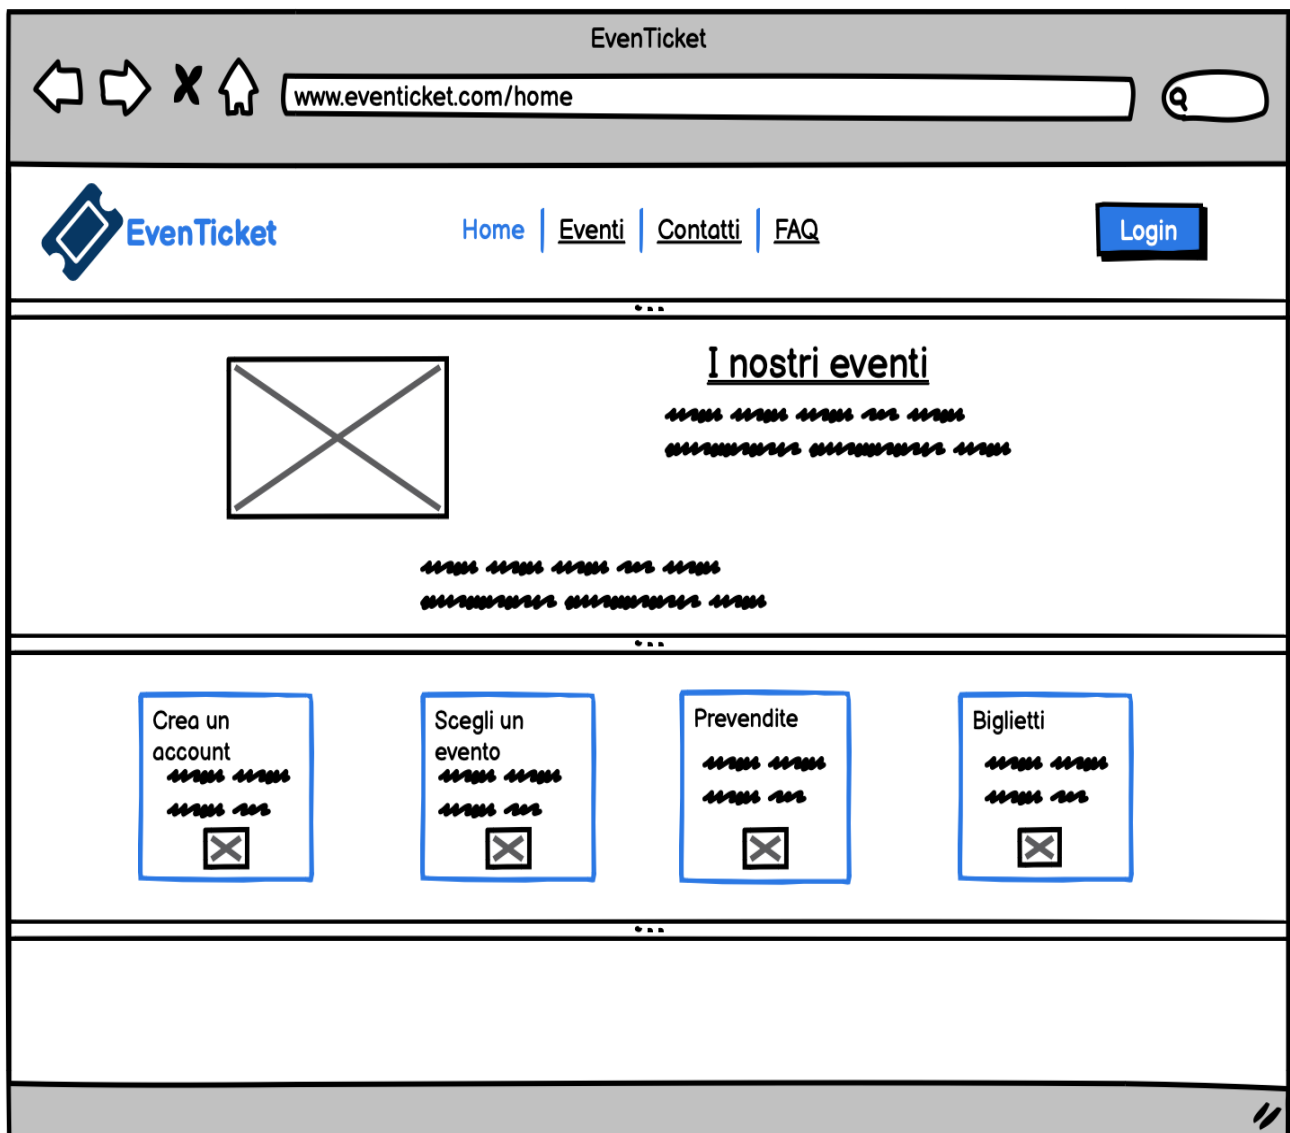 EvenTicket
www.eventicket.com/home
EvenTicket
Home Eventi Contatti FAQ
Login
I nostri eventi
Crea un
account
Scegli un
evento
Prevendite
Biglietti